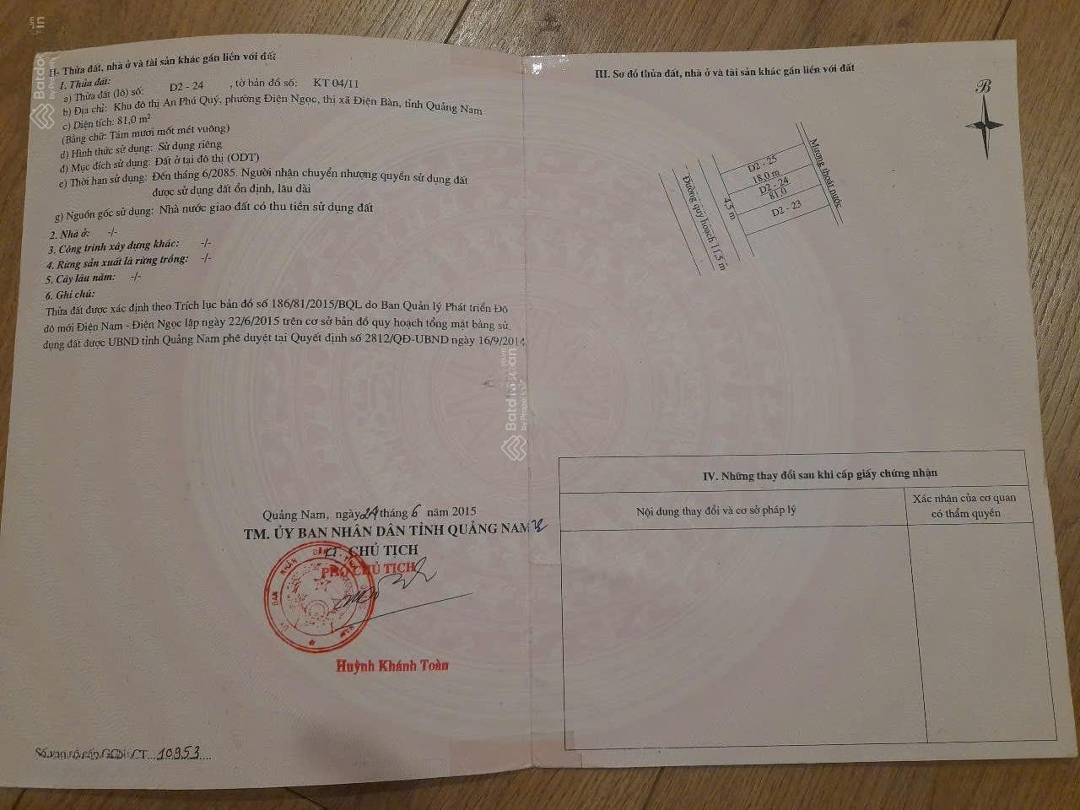 II- Thửa đất, nhà ở và tài sản khác gắn liền với đất
1. Thửa đất:
a) Thửa đất (lô) số: D2 - 24 , tờ bản đồ số: KT 04/11
b) Địa chỉ: Khu đô thị An Phú Quý, phường Điện Ngọc, thị xã Điện Bàn, tỉnh Quảng Nam
c) Diện tích: 81,0 m²
(Bằng chữ: Tám mươi mốt mét vuông)
d) Hình thức sử dụng: Sử dụng riêng
đ) Mục đích sử dụng: Đất ở tại đô thị (ODT)
e) Thời hạn sử dụng: Đến tháng 6/2085. Người nhận chuyển nhượng quyền sử dụng đất
được sử dụng đất ổn định, lâu dài
g) Nguồn gốc sử dụng: Nhà nước giao đất có thu tiền sử dụng đất
2. Nhà ở: -/-
3. Công trình xây dựng khác: -/-
4. Rừng sản xuất là rừng trồng: -/-
5. Cây lâu năm: -/-
6. Ghi chú:
Thửa đất được xác định theo Trích lục bản đồ số 186/81/2015/BQL do Ban Quản lý Phát triển Đô
đô mới Điện Nam - Điện Ngọc lập ngày 22/6/2015 trên cơ sở bản đồ quy hoạch tổng mặt bằng sử
dụng đất được UBND tỉnh Quảng Nam phê duyệt tại Quyết định số 2812/QĐ-UBND ngày 16/9/2014
Quảng Nam, ngày 29 tháng 6 năm 2015
TM. ỦY BAN NHÂN DÂN TỈNH QUẢNG NAM
CHỦ TỊCH
PHÓ CHỦ TỊCH
Huỳnh Khánh Toàn
10953
III. Sơ đồ thửa đất, nhà ở và tài sản khác gắn liền với đất
B
D2 - 25
18,0 m
D2 - 24
81,0
D2 - 23
4,5 m
Đường quy hoạch 11,5 m
Mương thoát nước
IV. Những thay đổi sau khi cấp giấy chứng nhận
Nội dung thay đổi và cơ sở pháp lý
Xác nhận của cơ quan
có thẩm quyền
Batdongsan